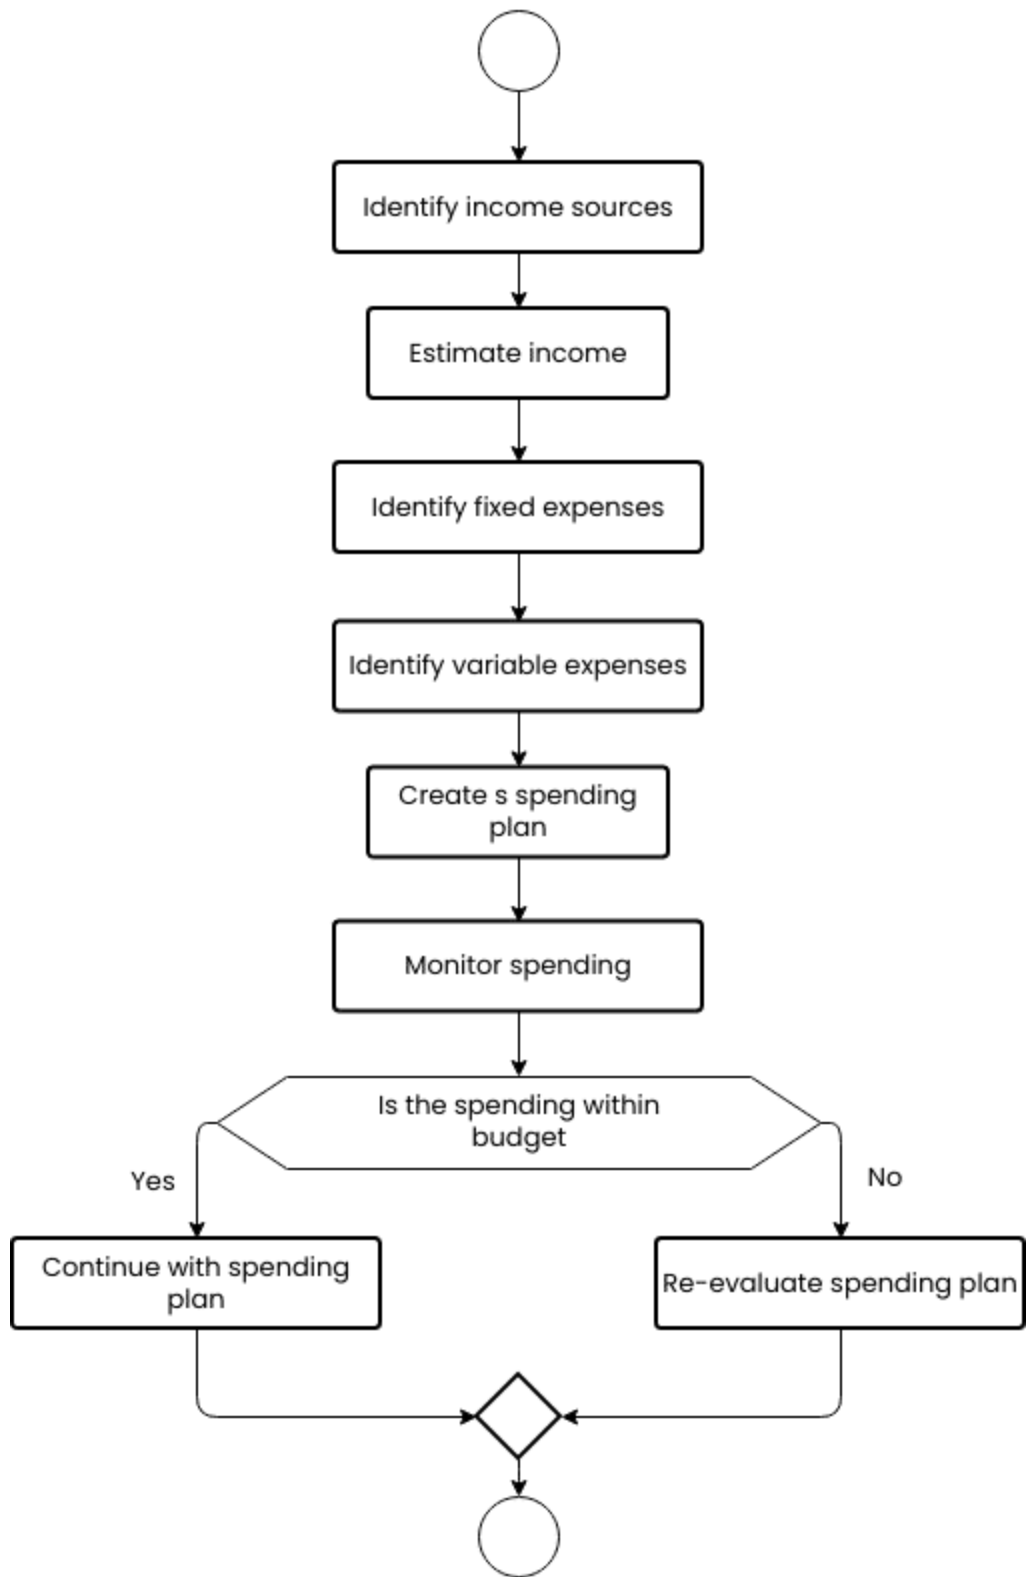 Identify income sources
Estimate income
Identify fixed expenses
Identify variable expenses
Create s spending
plan
Monitor spending
Is the spending within
budget
Yes
No
Continue with spending
plan
Re-evaluate spending plan